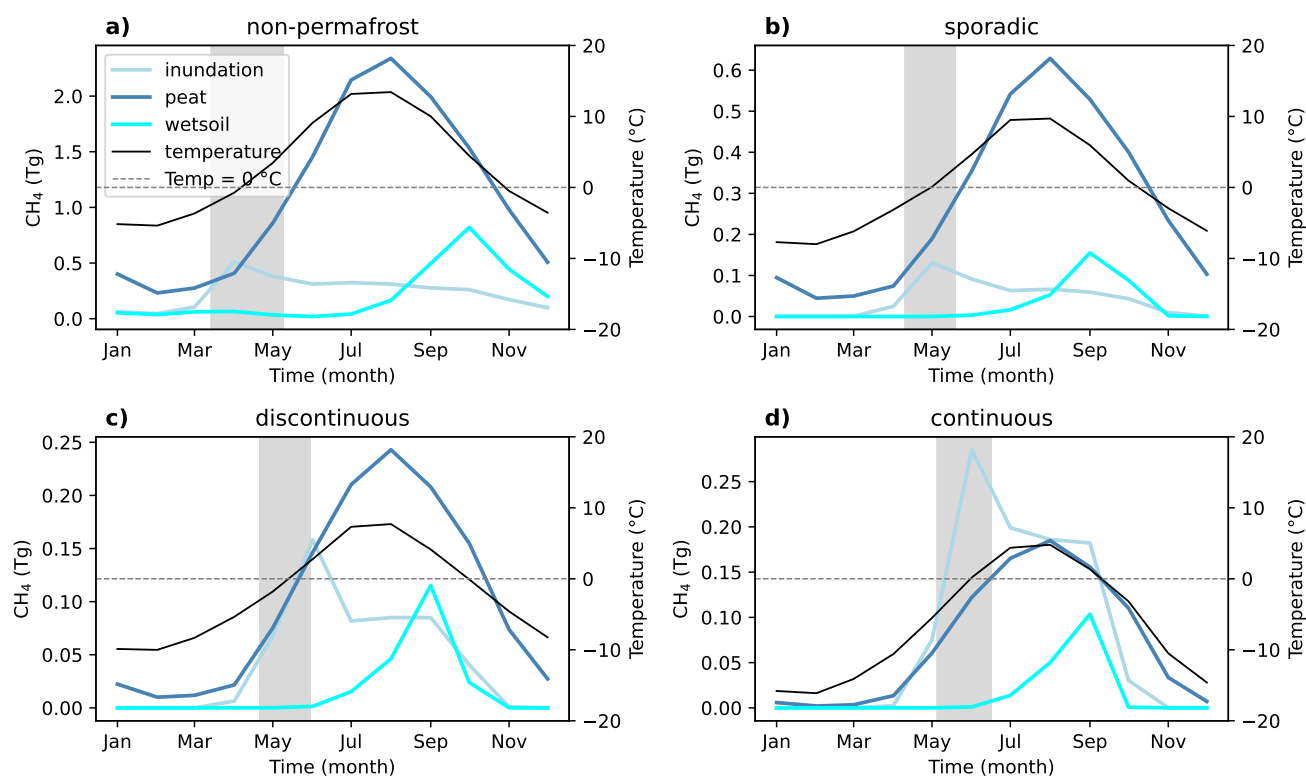 a) non-permafrost
inundation
peat
wetsoil
temperature
Temp = 0 °C
2.0
1.5
1.0
0.5
0.0
CH₄ (Tg)
20
10
0
−10
−20
Temperature (°C)
Jan Mar May Jul Sep Nov
Time (month)
b) sporadic
0.6
0.5
0.4
0.3
0.2
0.1
0.0
CH₄ (Tg)
20
10
0
−10
−20
Temperature (°C)
Jan Mar May Jul Sep Nov
Time (month)
c) discontinuous
0.25
0.20
0.15
0.10
0.05
0.00
CH₄ (Tg)
20
10
0
−10
−20
Temperature (°C)
Jan Mar May Jul Sep Nov
Time (month)
d) continuous
0.25
0.20
0.15
0.10
0.05
0.00
CH₄ (Tg)
20
10
0
−10
−20
Temperature (°C)
Jan Mar May Jul Sep Nov
Time (month)